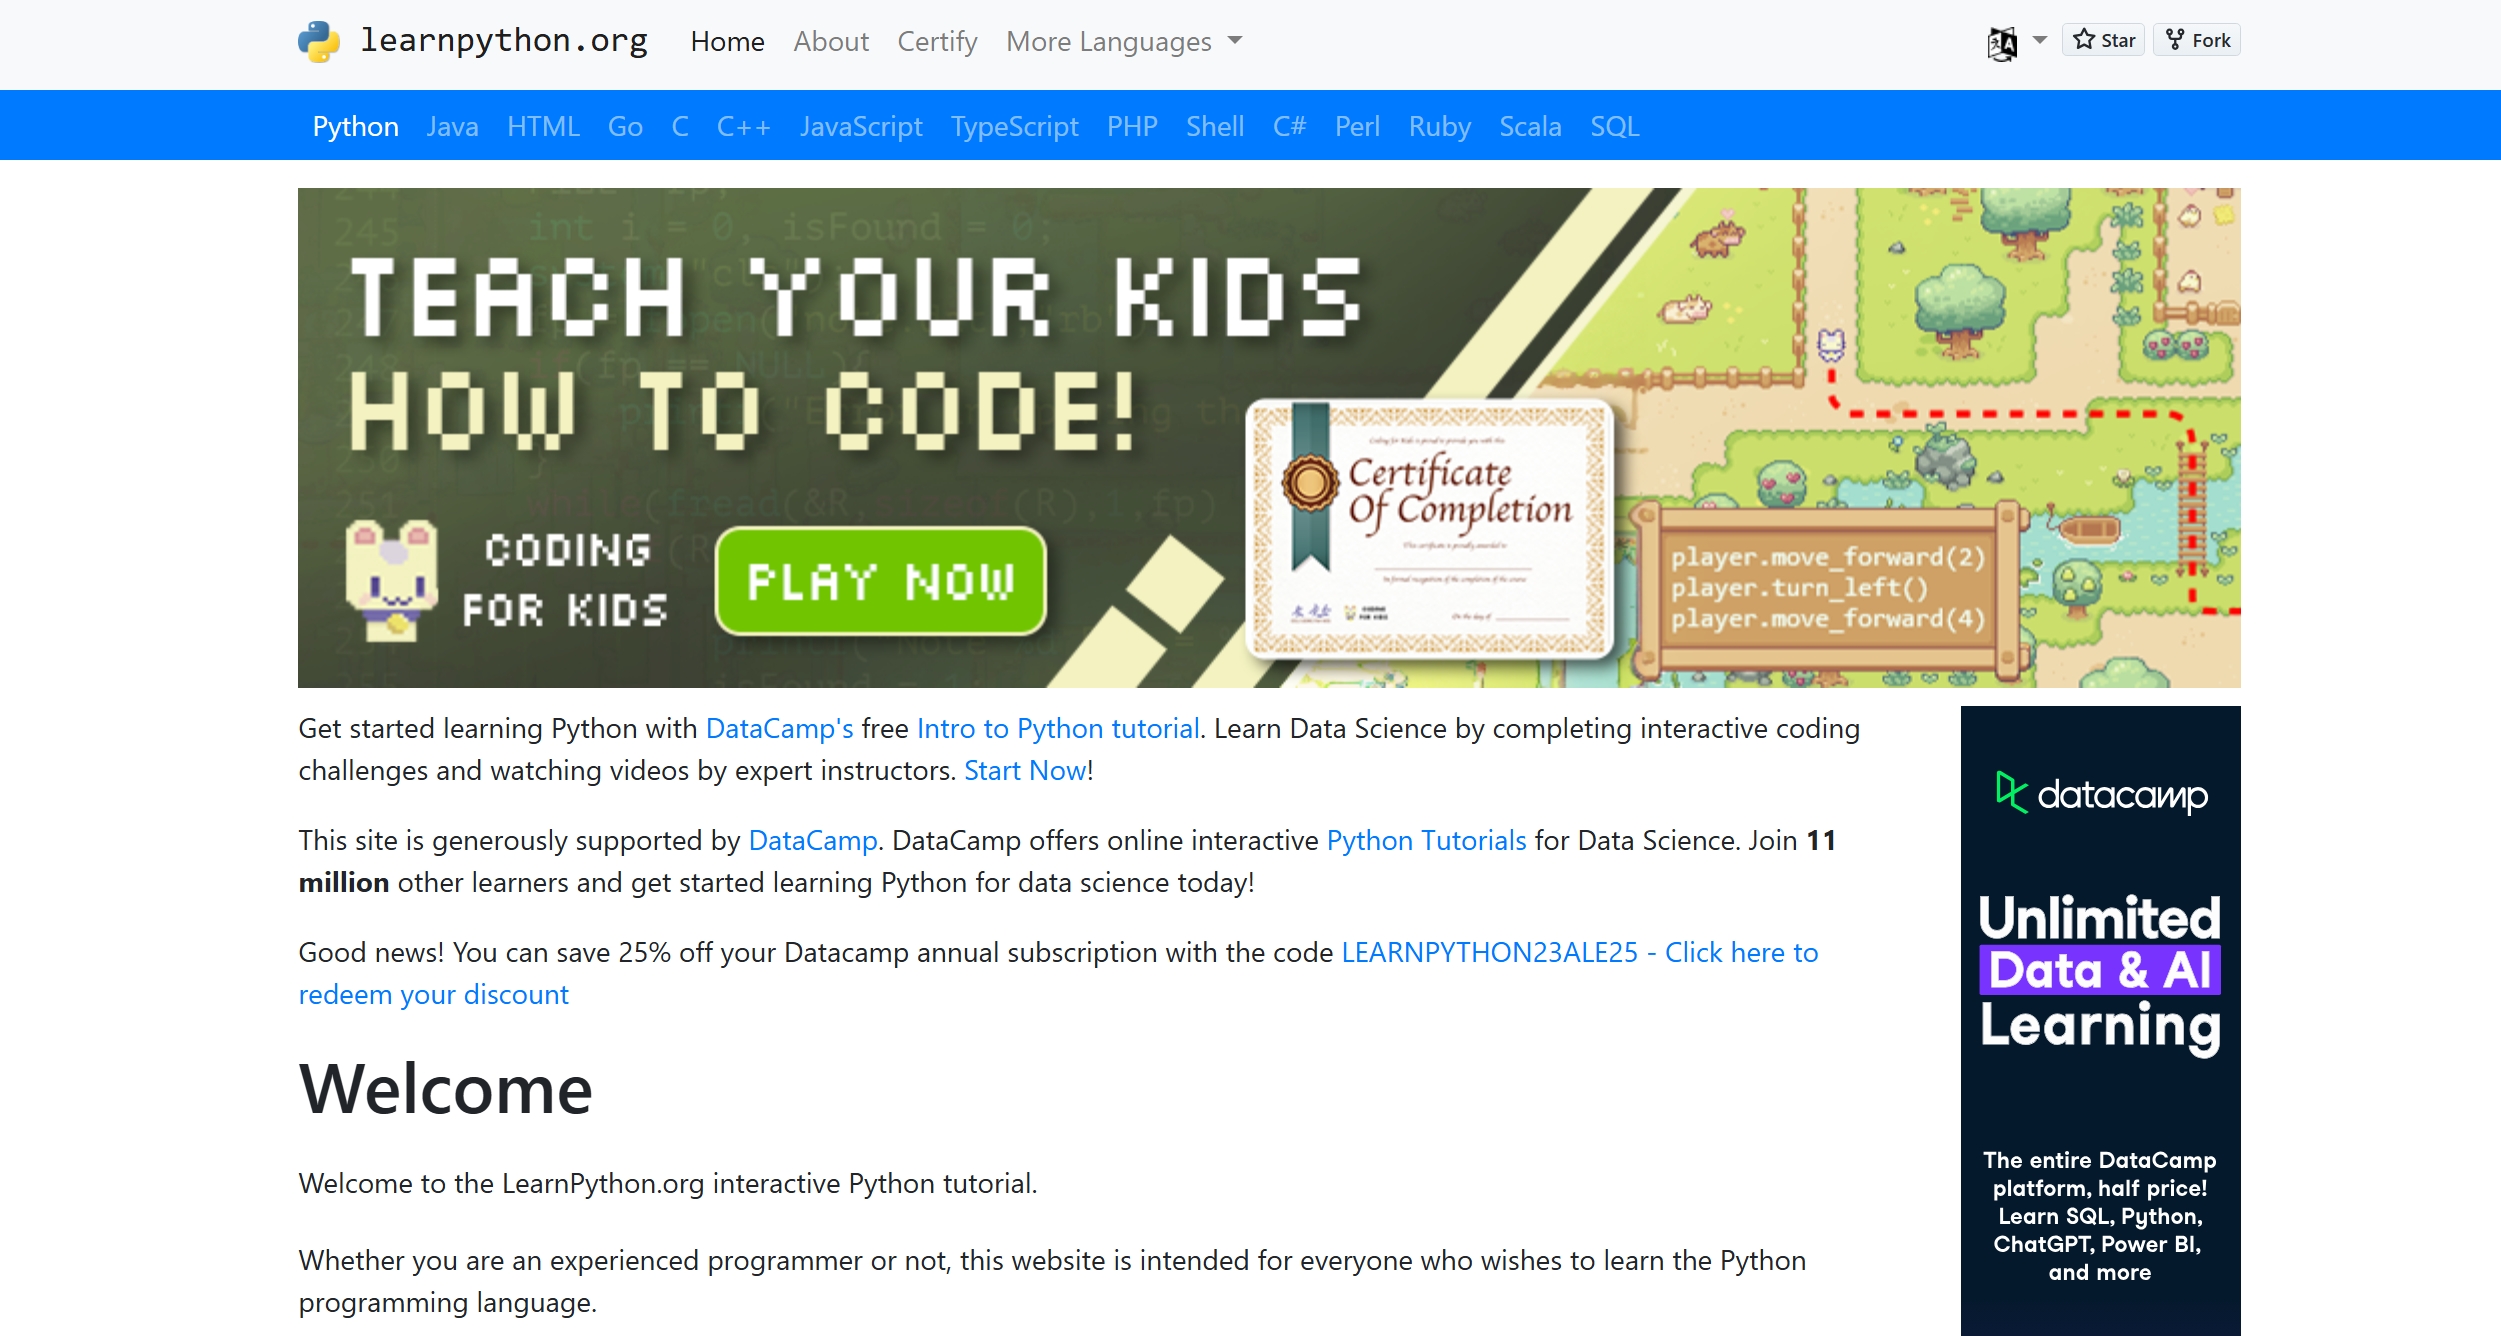 learnpython.org Home About Certify More Languages Star Fork
Python Java HTML Go C C++ JavaScript TypeScript PHP Shell C# Perl Ruby Scala SQL
TEACH YOUR KIDS
HOW TO CODE!
CODING
FOR KIDS
PLAY NOW
Certificate
Of Completion
player.move_forward(2)
player.turn_left()
player.move_forward(4)
Get started learning Python with DataCamp's free Intro to Python tutorial. Learn Data Science by completing interactive coding
challenges and watching videos by expert instructors. Start Now!
This site is generously supported by DataCamp. DataCamp offers online interactive Python Tutorials for Data Science. Join 11
million other learners and get started learning Python for data science today!
Good news! You can save 25% off your Datacamp annual subscription with the code LEARNPYTHON23ALE25 - Click here to
redeem your discount
Welcome
Welcome to the LearnPython.org interactive Python tutorial.
Whether you are an experienced programmer or not, this website is intended for everyone who wishes to learn the Python
programming language.
datacamp
Unlimited
Data & AI
Learning
The entire DataCamp
platform, half price!
Learn SQL, Python,
ChatGPT, Power BI,
and more